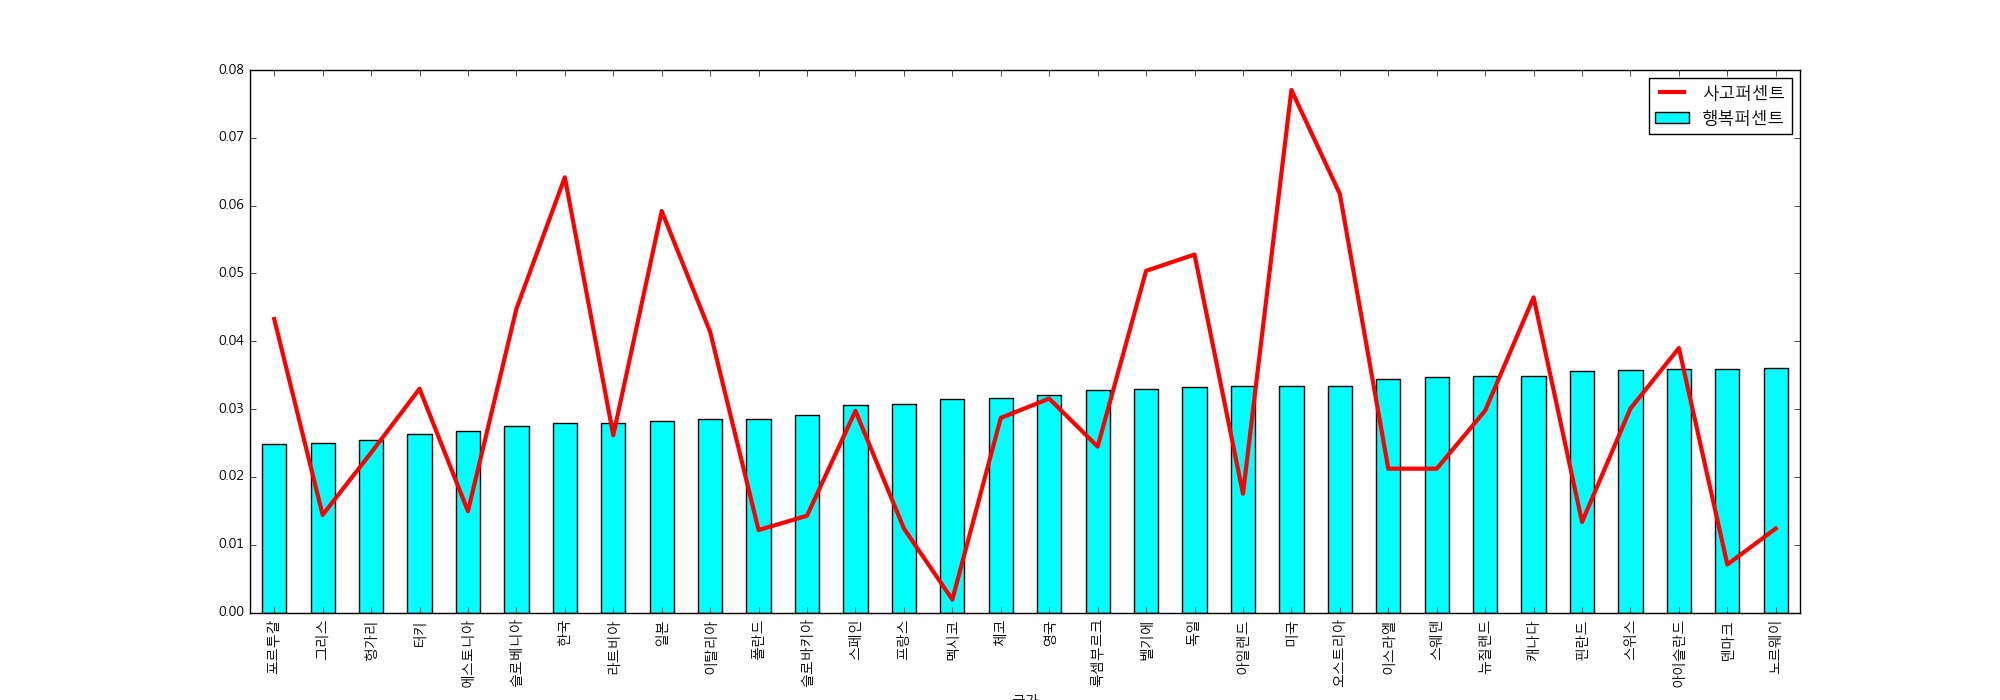 0.08
0.07
0.06
0.05
0.04
0.03
0.02
0.01
0.00
사고퍼센트
행복퍼센트
포르투갈
그리스
헝가리
터키
에스토니아
슬로베니아
한국
라트비아
일본
이탈리아
폴란드
슬로바키아
스페인
프랑스
멕시코
체코
영국
룩셈부르크
벨기에
독일
아일랜드
미국
오스트리아
이스라엘
스웨덴
뉴질랜드
캐나다
핀란드
스위스
아이슬란드
덴마크
노르웨이